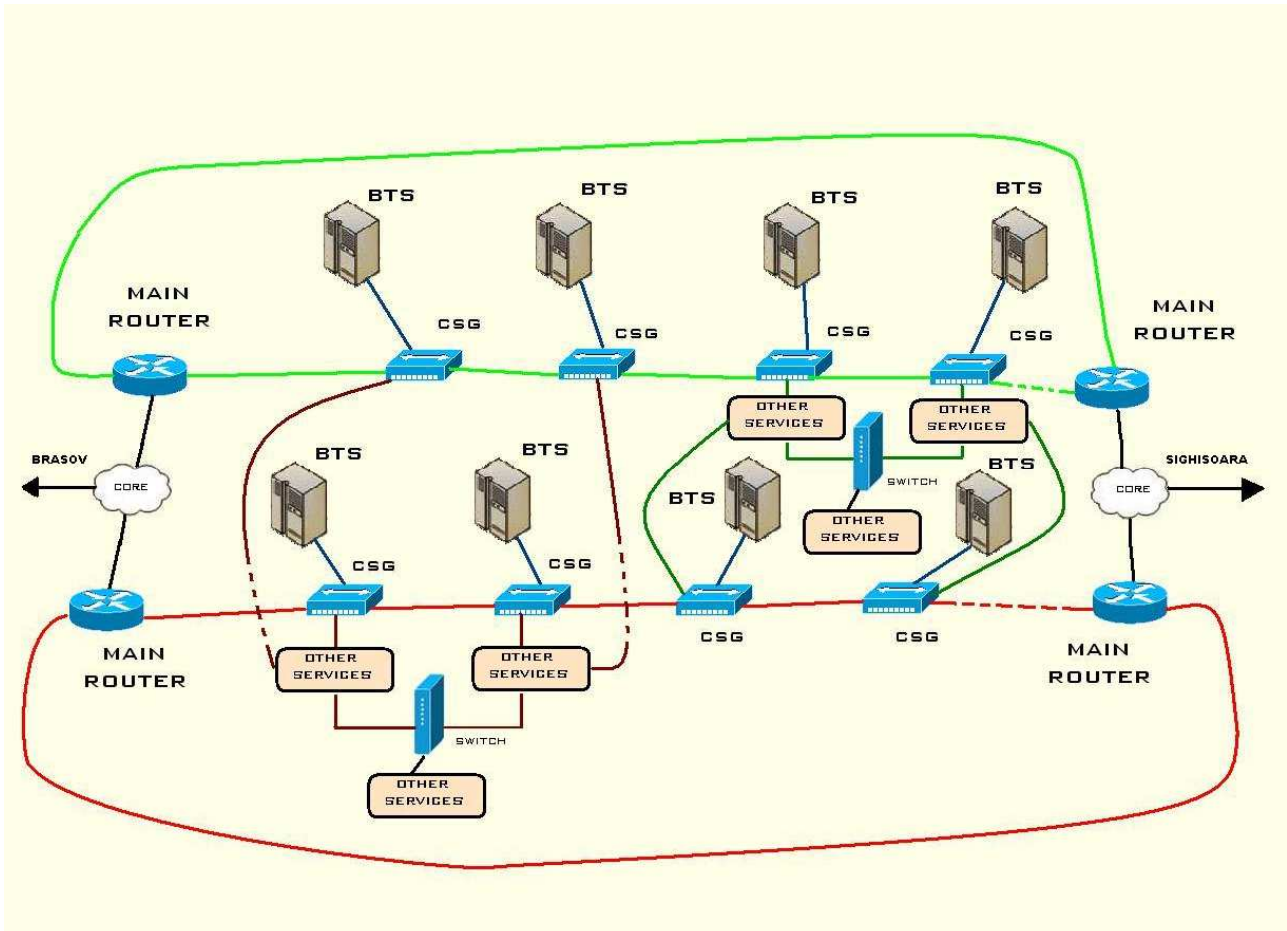 BTS
BTS
BTS
BTS
MAIN
ROUTER
CSG
CSG
CSG
CSG
MAIN
ROUTER
OTHER
SERVICES
OTHER
SERVICES
BRASOV
CORE
BTS
BTS
BTS
SWITCH
BTS
SIGHISOARA
CORE
OTHER
SERVICES
CSG
CSG
CSG
CSG
MAIN
ROUTER
OTHER
SERVICES
OTHER
SERVICES
MAIN
ROUTER
SWITCH
OTHER
SERVICES